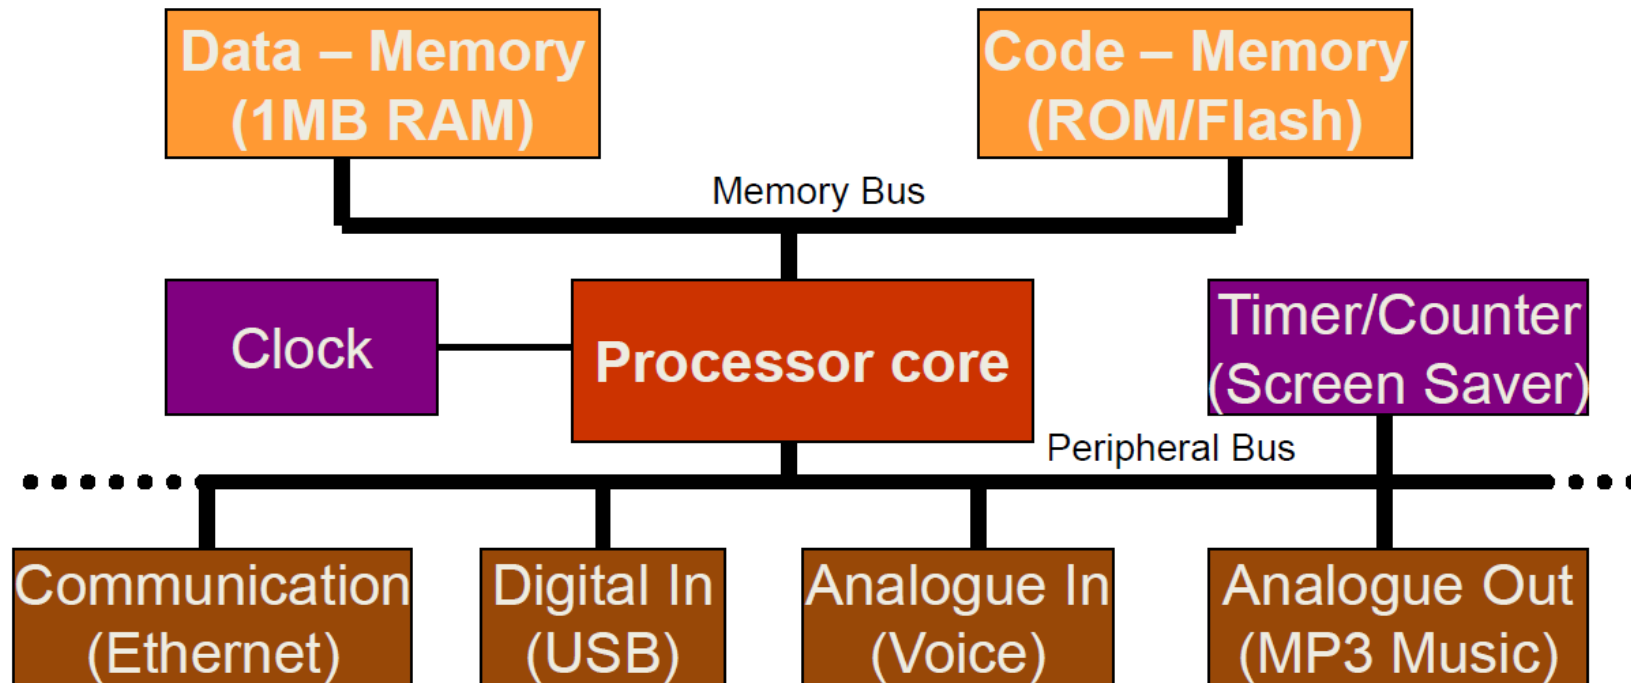 Data – Memory
(1MB RAM)
Code – Memory
(ROM/Flash)
Memory Bus
Clock
Processor core
Timer/Counter
(Screen Saver)
Peripheral Bus
Communication
(Ethernet)
Digital In
(USB)
Analogue In
(Voice)
Analogue Out
(MP3 Music)